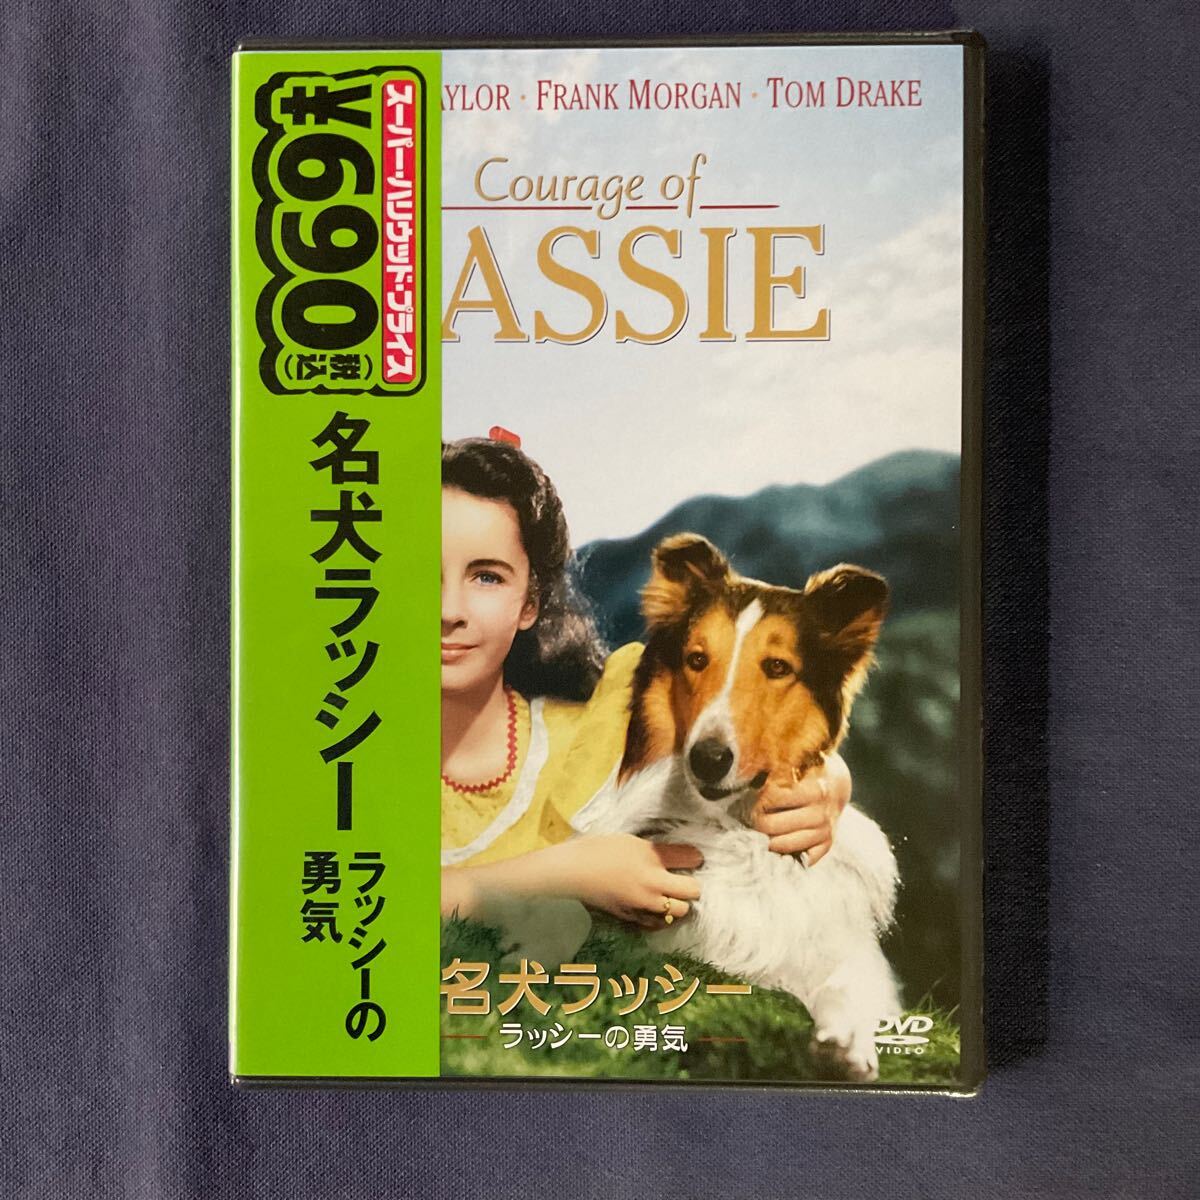 スーパー・ハリウッド・プライス
¥690
(税込)
名犬ラッシー
ラッシーの
勇気
AYLOR · FRANK MORGAN · TOM DRAKE
Courage of
ASSIE
名犬ラッシー
ラッシーの勇気
DVD
VIDEO